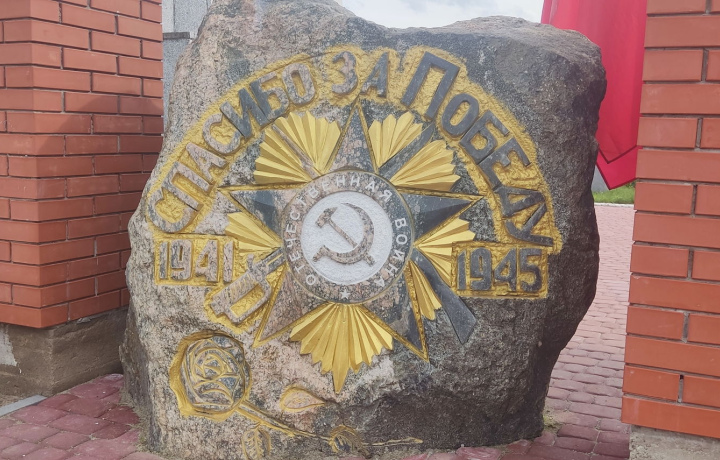 СПАСИБО ЗА ПОБЕДУ
1941 1945
ОТЕЧЕСТВЕННАЯ ВОЙНА